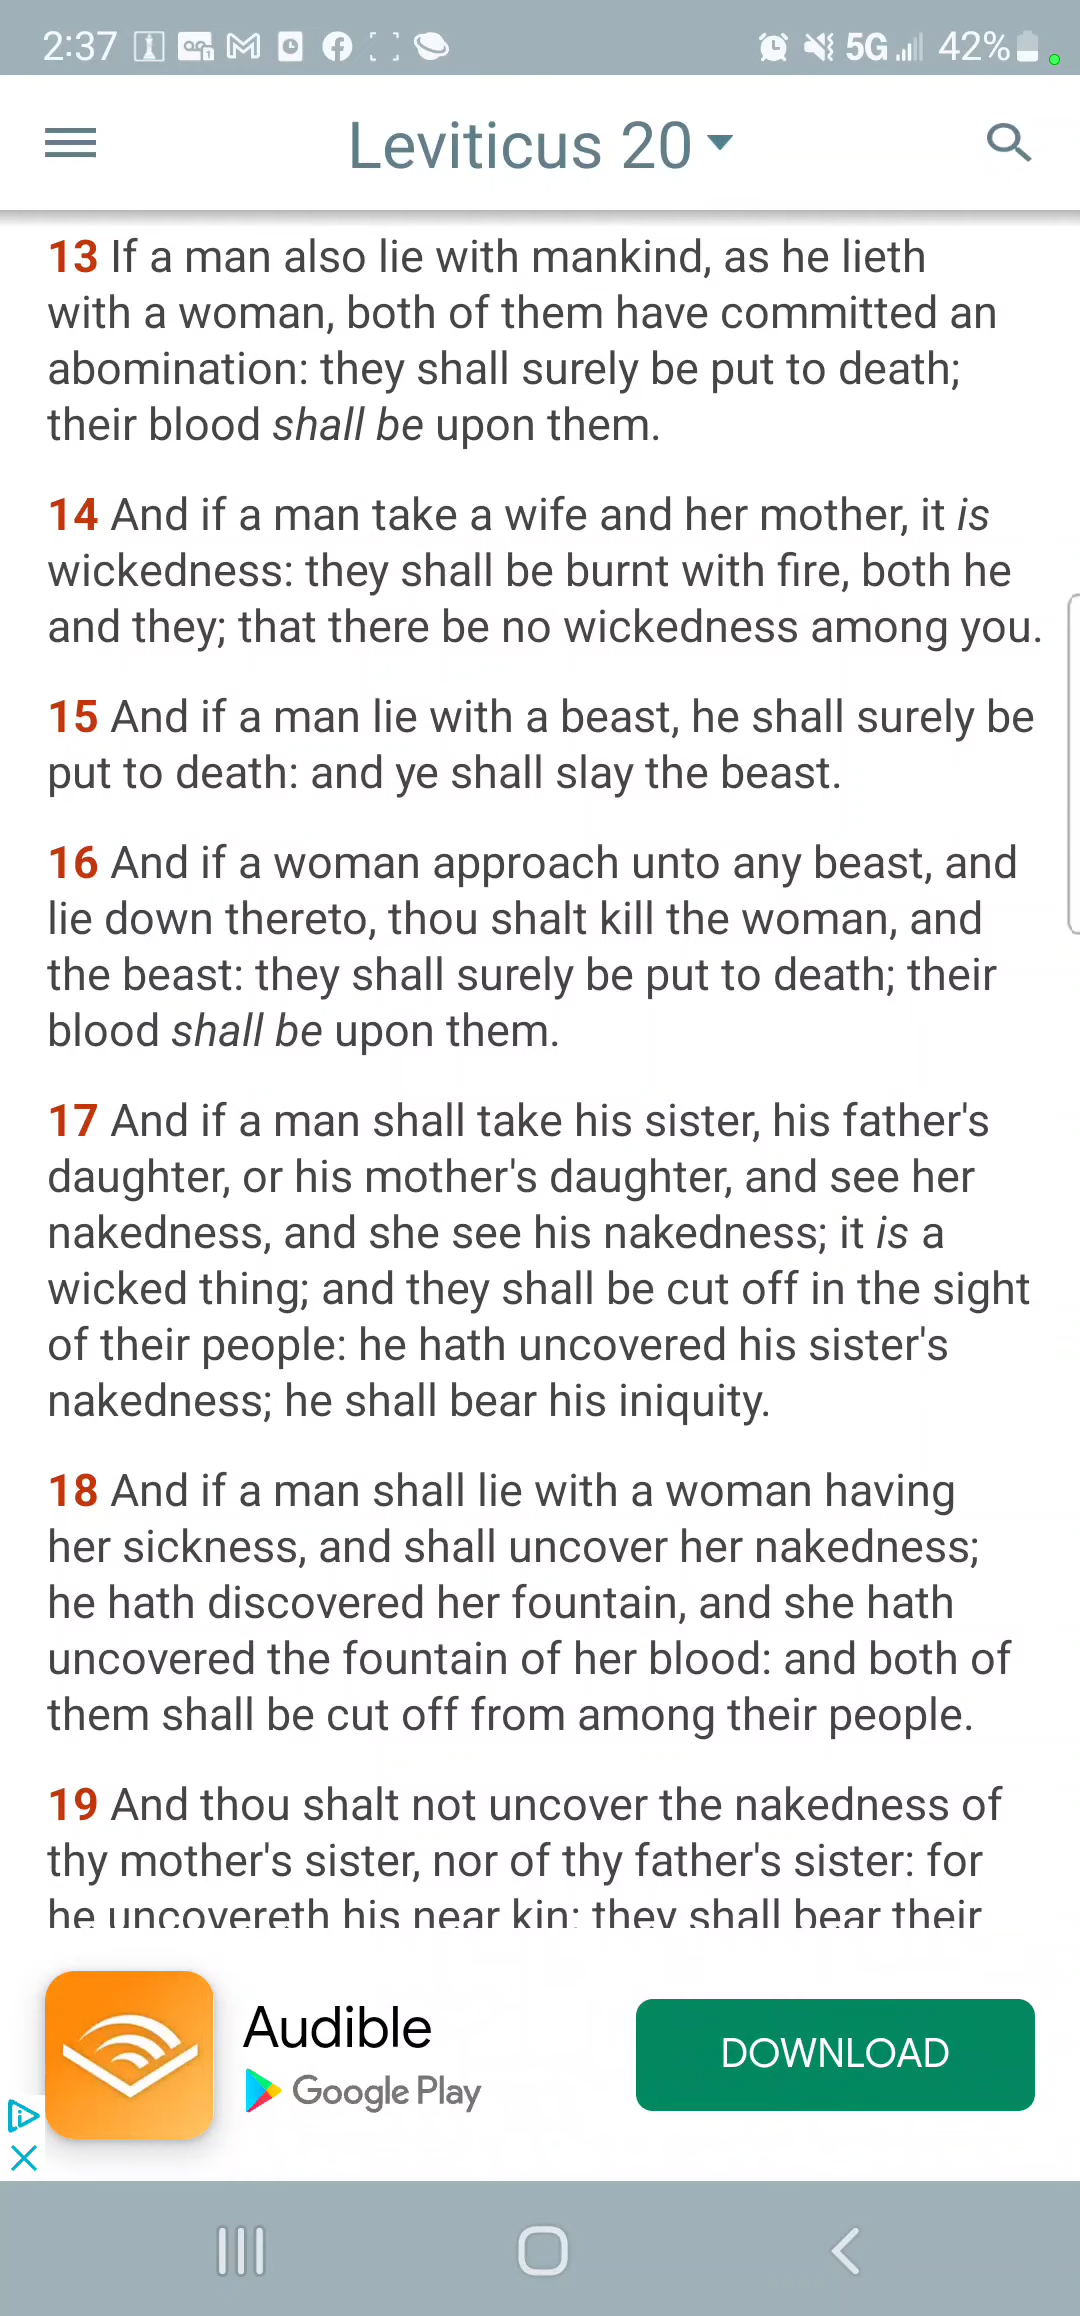 2:37 5G 42%
Leviticus 20
13 If a man also lie with mankind, as he lieth
with a woman, both of them have committed an
abomination: they shall surely be put to death;
their blood shall be upon them.
14 And if a man take a wife and her mother, it is
wickedness: they shall be burnt with fire, both he
and they; that there be no wickedness among you.
15 And if a man lie with a beast, he shall surely be
put to death: and ye shall slay the beast.
16 And if a woman approach unto any beast, and
lie down thereto, thou shalt kill the woman, and
the beast: they shall surely be put to death; their
blood shall be upon them.
17 And if a man shall take his sister, his father's
daughter, or his mother's daughter, and see her
nakedness, and she see his nakedness; it is a
wicked thing; and they shall be cut off in the sight
of their people: he hath uncovered his sister's
nakedness; he shall bear his iniquity.
18 And if a man shall lie with a woman having
her sickness, and shall uncover her nakedness;
he hath discovered her fountain, and she hath
uncovered the fountain of her blood: and both of
them shall be cut off from among their people.
19 And thou shalt not uncover the nakedness of
thy mother's sister, nor of thy father's sister: for
he uncovereth his near kin: they shall bear their
Audible
Google Play
DOWNLOAD